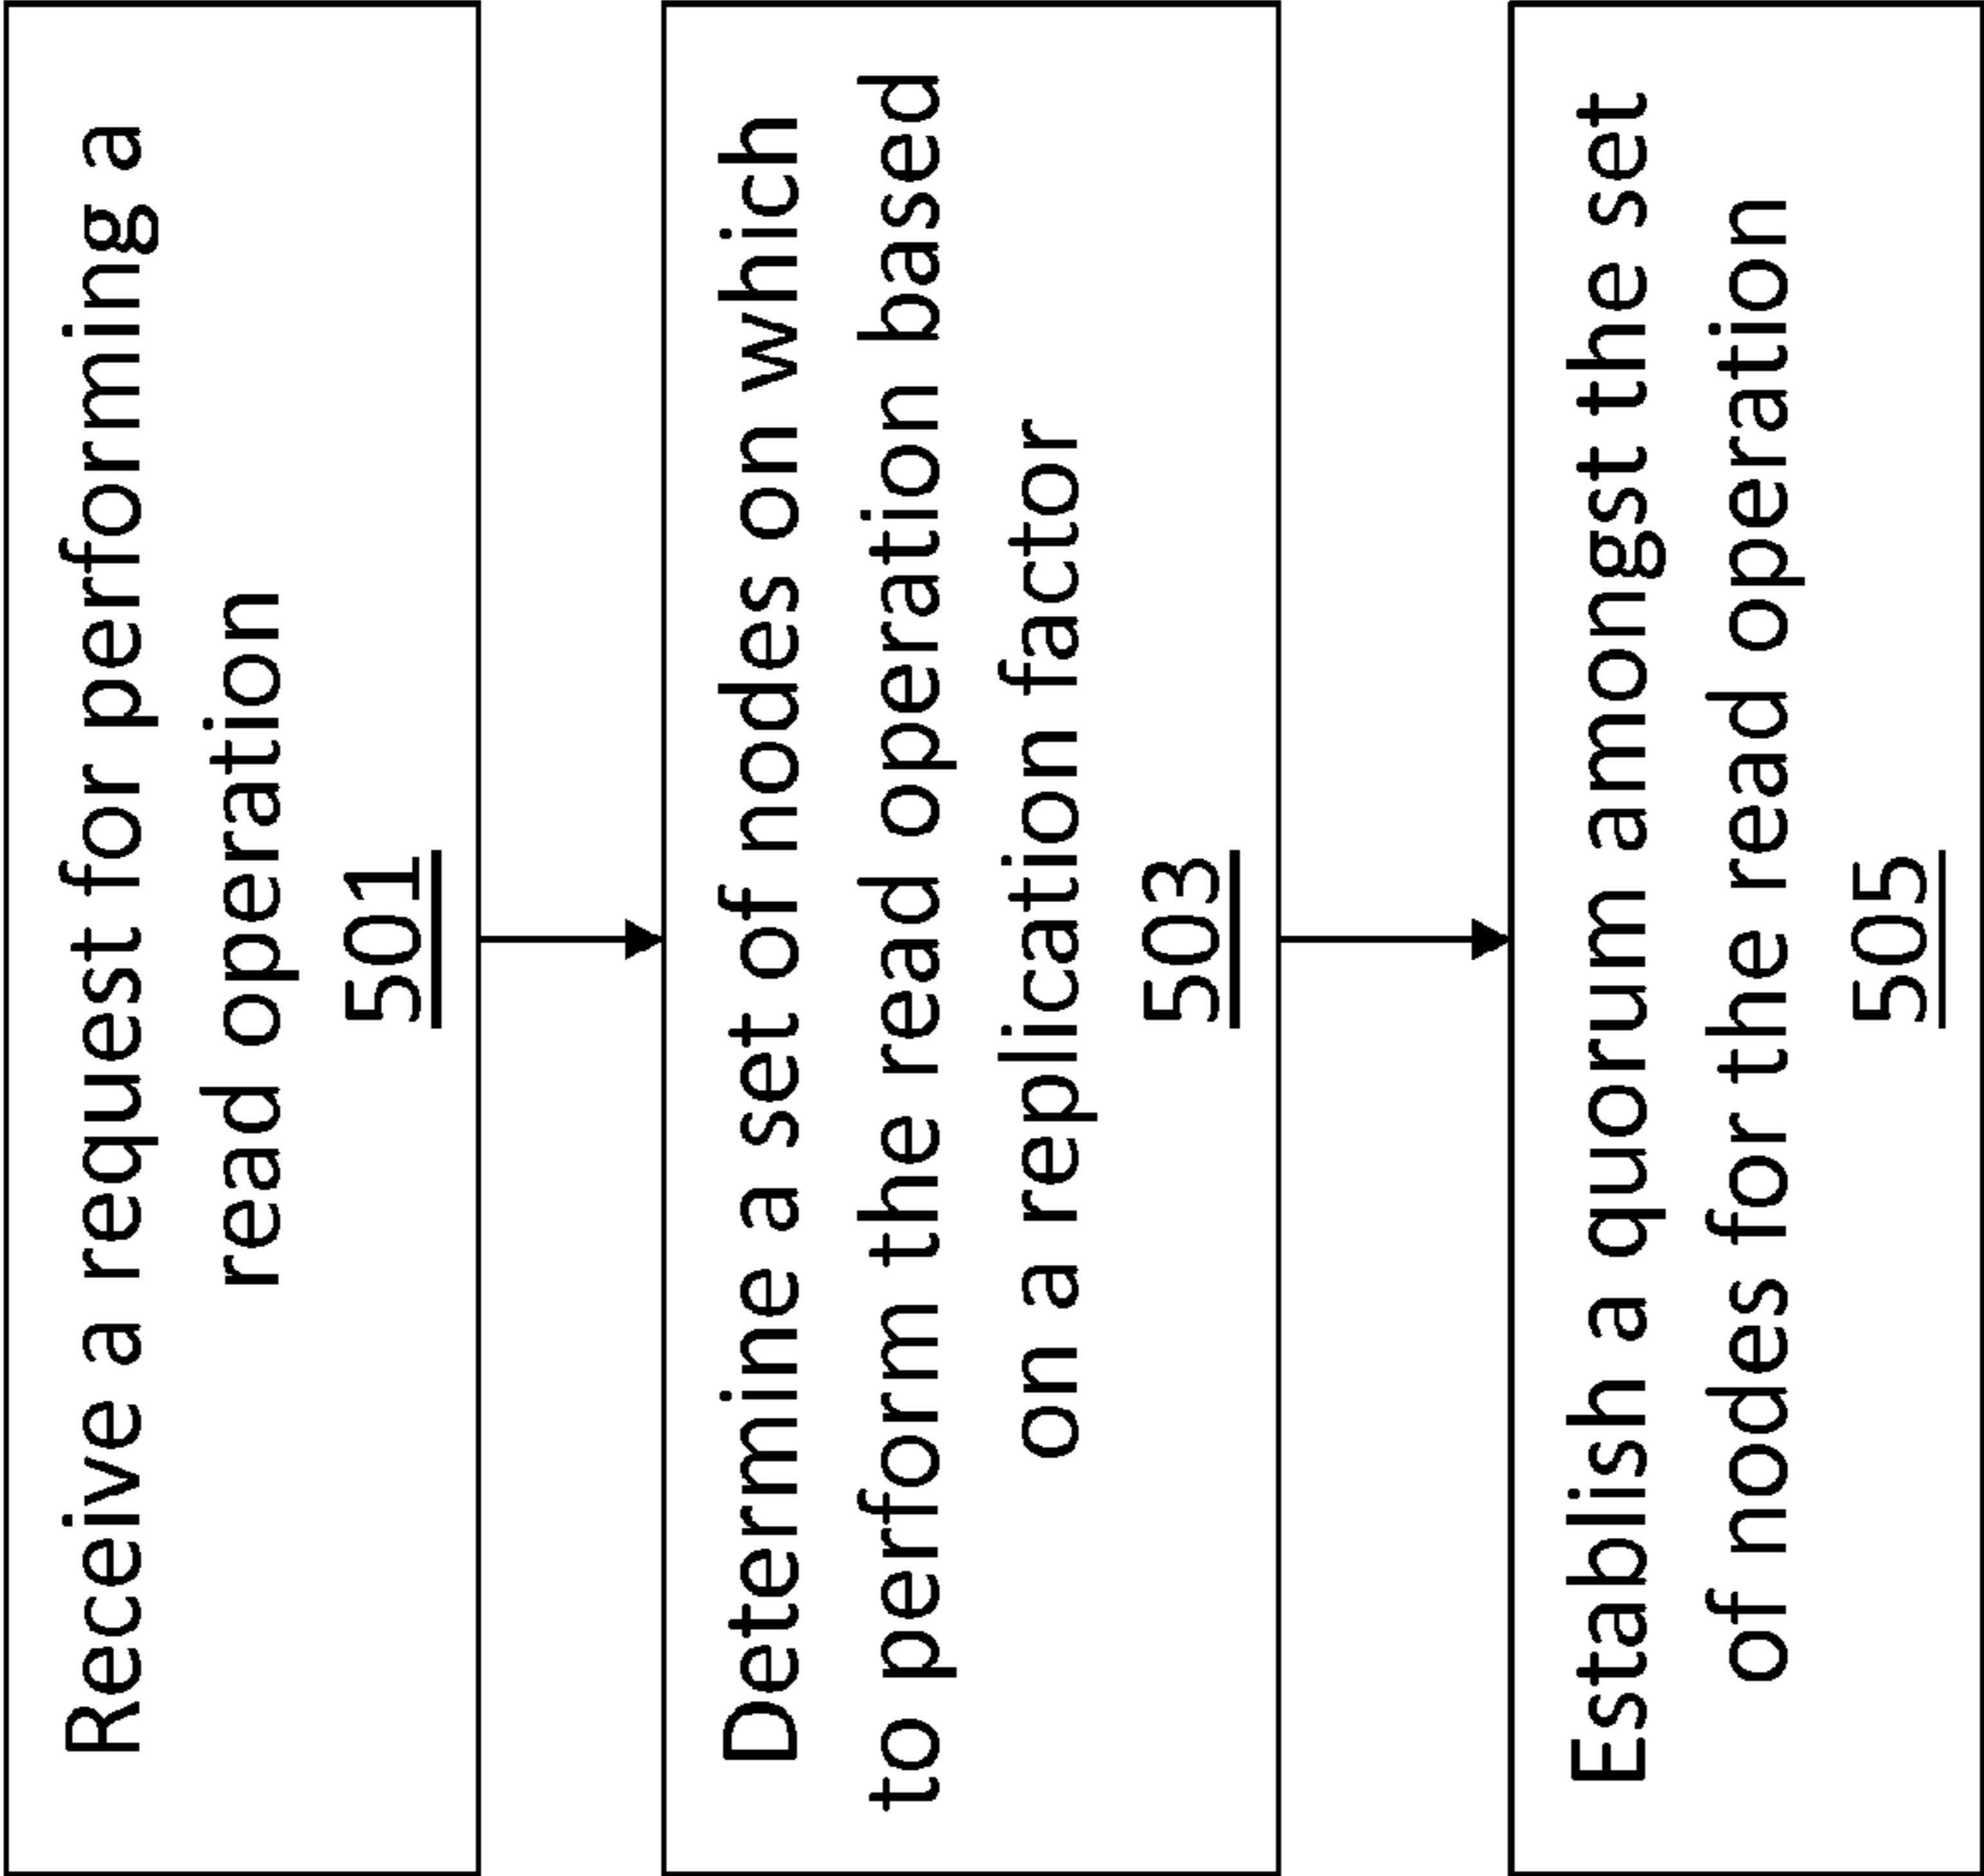 Receive a request for performing a
read operation
501
Determine a set of nodes on which
to perform the read operation based
on a replication factor
503
Establish a quorum amongst the set
of nodes for the read operation
505